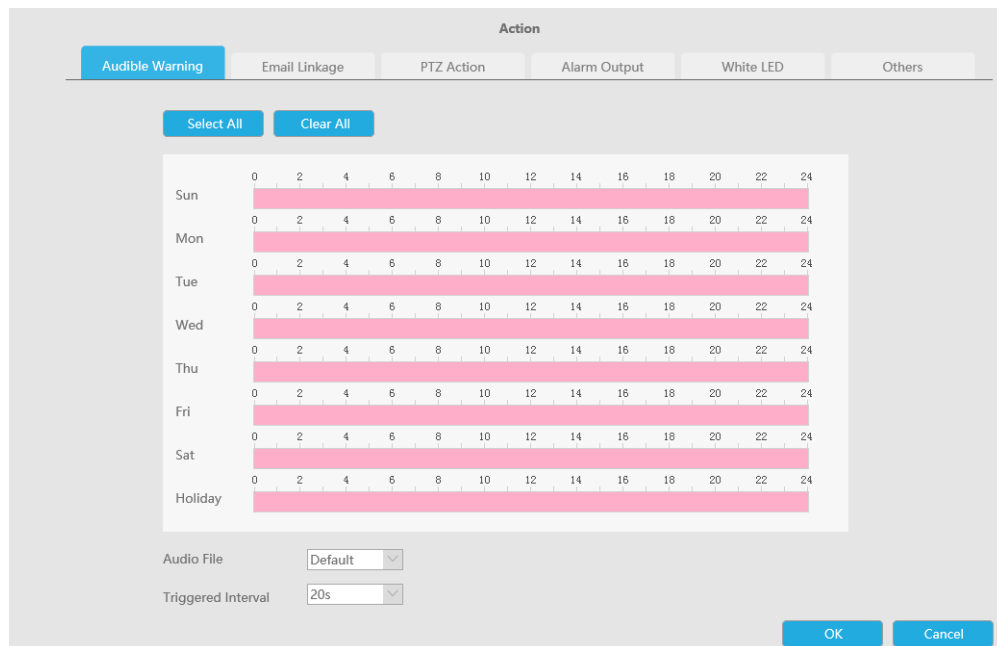 Action
Audible Warning Email Linkage PTZ Action Alarm Output White LED Others
Select All Clear All
0 2 4 6 8 10 12 14 16 18 20 22 24
Sun
0 2 4 6 8 10 12 14 16 18 20 22 24
Mon
0 2 4 6 8 10 12 14 16 18 20 22 24
Tue
0 2 4 6 8 10 12 14 16 18 20 22 24
Wed
0 2 4 6 8 10 12 14 16 18 20 22 24
Thu
0 2 4 6 8 10 12 14 16 18 20 22 24
Fri
0 2 4 6 8 10 12 14 16 18 20 22 24
Sat
0 2 4 6 8 10 12 14 16 18 20 22 24
Holiday
Audio File Default
Triggered Interval 20s
OK Cancel